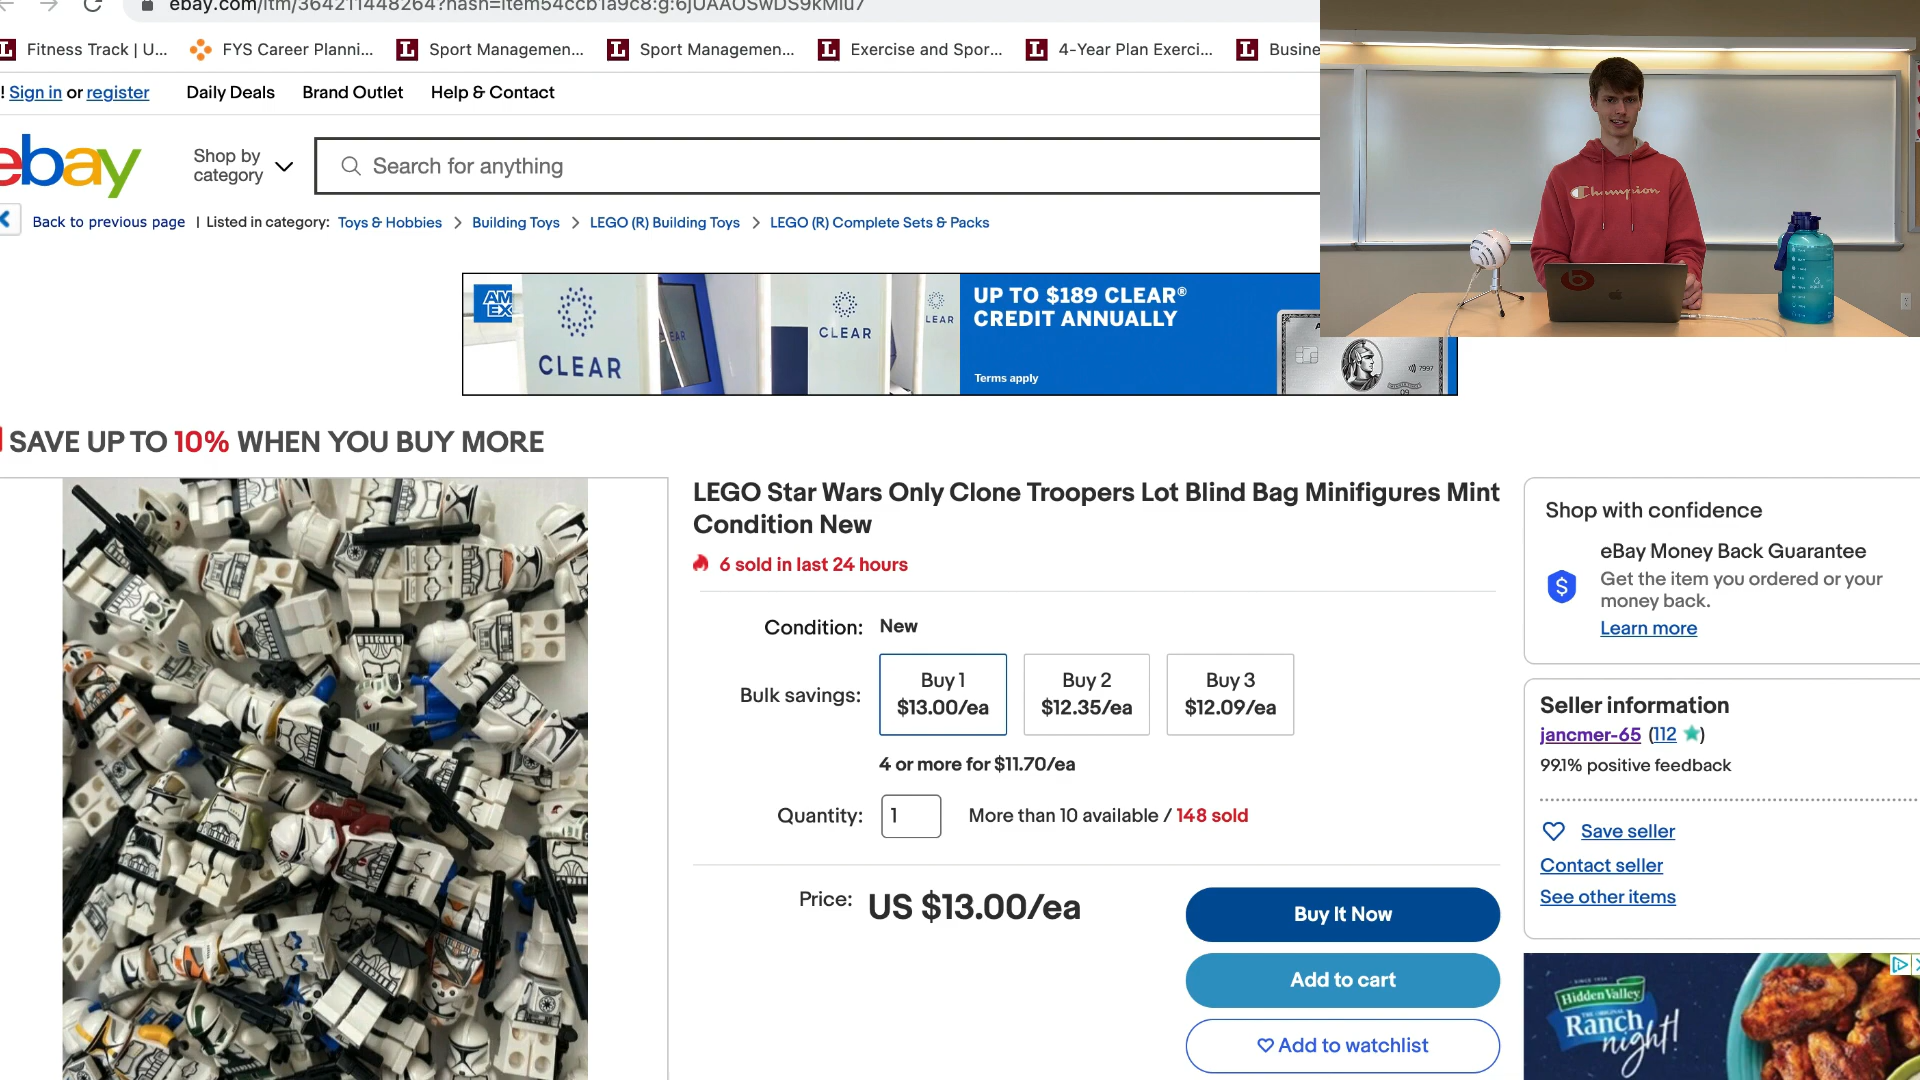 ebay.com/itm/364211448264?hash=item54ccb1a9c8:g:6jUAAOSwDS9kMlu7
Fitness Track | U...
FYS Career Planni...
Sport Managemen...
Sport Managemen...
Exercise and Spor...
4-Year Plan Exerci...
Busine
! Sign in or register
Daily Deals
Brand Outlet
Help & Contact
ebay
Shop by
category
Search for anything
Back to previous page | Listed in category: Toys & Hobbies > Building Toys > LEGO (R) Building Toys > LEGO (R) Complete Sets & Packs
AM
EX
CLEAR
CLEAR
LEAR
UP TO $189 CLEAR®
CREDIT ANNUALLY
Terms apply
7997
Champion
SAVE UP TO 10% WHEN YOU BUY MORE
LEGO Star Wars Only Clone Troopers Lot Blind Bag Minifigures Mint
Condition New
6 sold in last 24 hours
Condition: New
Bulk savings:
Buy 1
$13.00/ea
Buy 2
$12.35/ea
Buy 3
$12.09/ea
4 or more for $11.70/ea
Quantity: 1
More than 10 available / 148 sold
Price: US $13.00/ea
Buy It Now
Add to cart
Add to watchlist
Shop with confidence
eBay Money Back Guarantee
Get the item you ordered or your
money back.
Learn more
Seller information
jancmer-65 (112)
99.1% positive feedback
Save seller
Contact seller
See other items
Hidden Valley
Ranch
night!